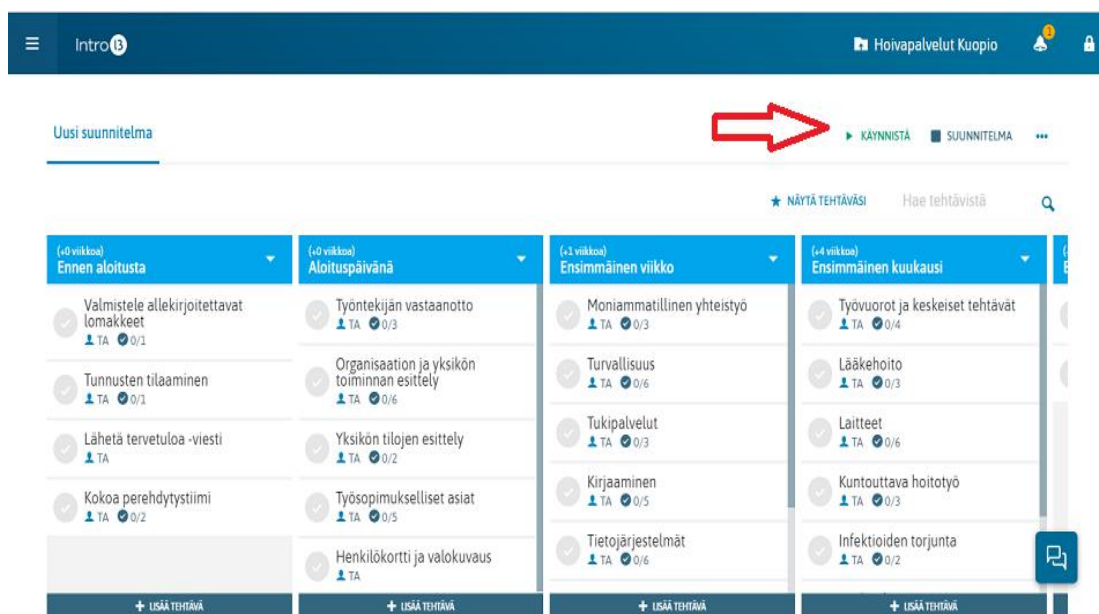 Intro B
Hoivapalvelut Kuopio
1
Uusi suunnitelma
KÄYNNISTÄ
SUUNNITELMA
NÄYTÄ TEHTÄVÄSI
Hae tehtävistä
(+0 viikkoa)
Ennen aloitusta
Valmistele allekirjoitettavat
lomakkeet
TA 0/1
Tunnusten tilaaminen
TA 0/1
Lähetä tervetuloa -viesti
TA
Kokoa perehdytystiimi
TA 0/2
+ LISÄÄ TEHTÄVÄ
(+0 viikkoa)
Aloituspäivänä
Työntekijän vastaanotto
TA 0/3
Organisaation ja yksikön
toiminnan esittely
TA 0/6
Yksikön tilojen esittely
TA 0/2
Työsopimukselliset asiat
TA 0/5
Henkilökortti ja valokuvaus
TA
+ LISÄÄ TEHTÄVÄ
(+1 viikkoa)
Ensimmäinen viikko
Moniammatillinen yhteistyö
TA 0/3
Turvallisuus
TA 0/6
Tukipalvelut
TA 0/3
Kirjaaminen
TA 0/5
Tietojärjestelmät
TA 0/6
+ LISÄÄ TEHTÄVÄ
(+4 viikkoa)
Ensimmäinen kuukausi
Työvuorot ja keskeiset tehtävät
TA 0/4
Lääkehoito
TA 0/3
Laitteet
TA 0/6
Kuntouttava hoitotyö
TA 0/3
Infektioiden torjunta
TA 0/2
+ LISÄÄ TEHTÄVÄ